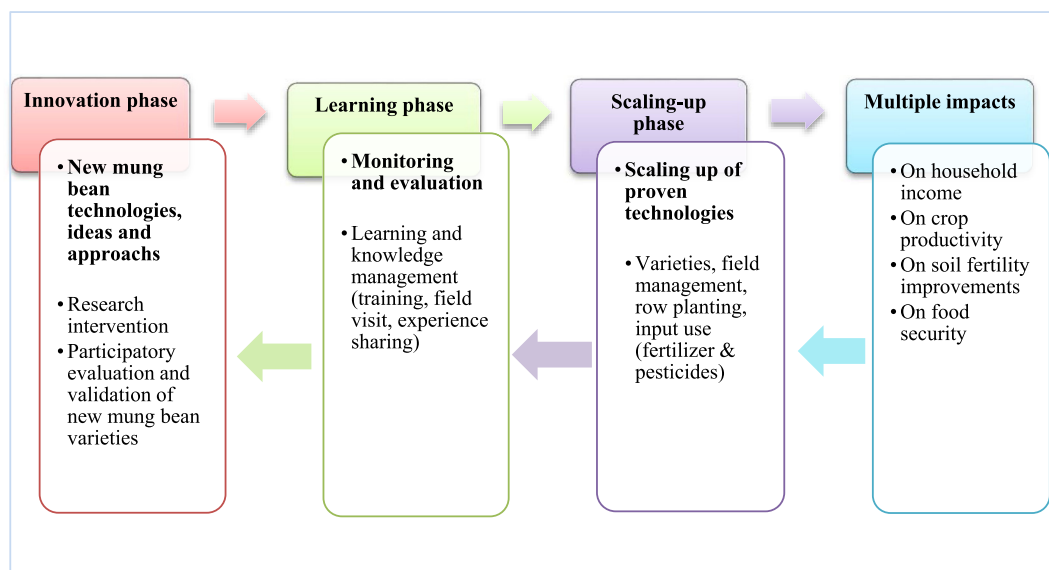 Innovation phase
• New mung
bean
technologies,
ideas and
approachs
• Research
intervention
• Participatory
evaluation and
validation of
new mung bean
varieties
Learning phase
• Monitoring
and evaluation
• Learning and
knowledge
management
(training, field
visit, experience
sharing)
Scaling-up
phase
• Scaling up of
proven
technologies
• Varieties, field
management,
row planting,
input use
(fertilizer &
pesticides)
Multiple impacts
• On household
income
• On crop
productivity
• On soil fertility
improvements
• On food
security